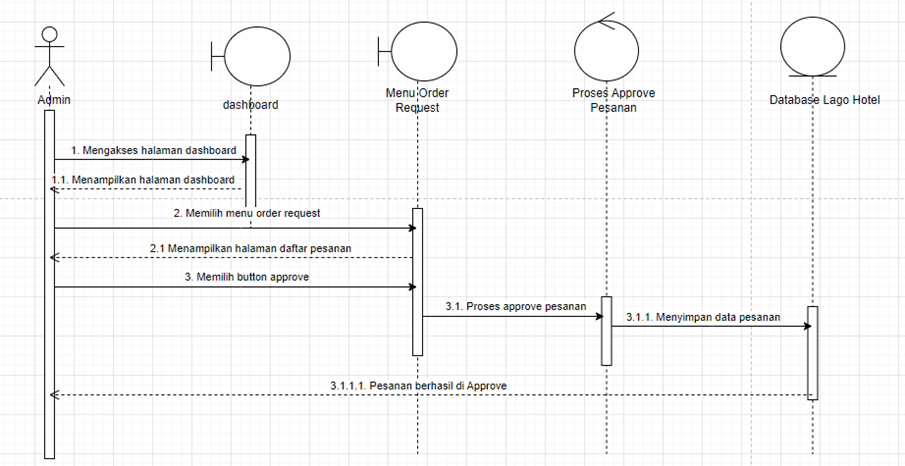 Admin
dashboard
Menu Order
Request
Proses Approve
Pesanan
Database Lago Hotel
1. Mengakses halaman dashboard
1.1. Menampilkan halaman dashboard
2. Memilih menu order request
2.1 Menampilkan halaman daftar pesanan
3. Memilih button approve
3.1. Proses approve pesanan
3.1.1. Menyimpan data pesanan
3.1.1.1. Pesanan berhasil di Approve